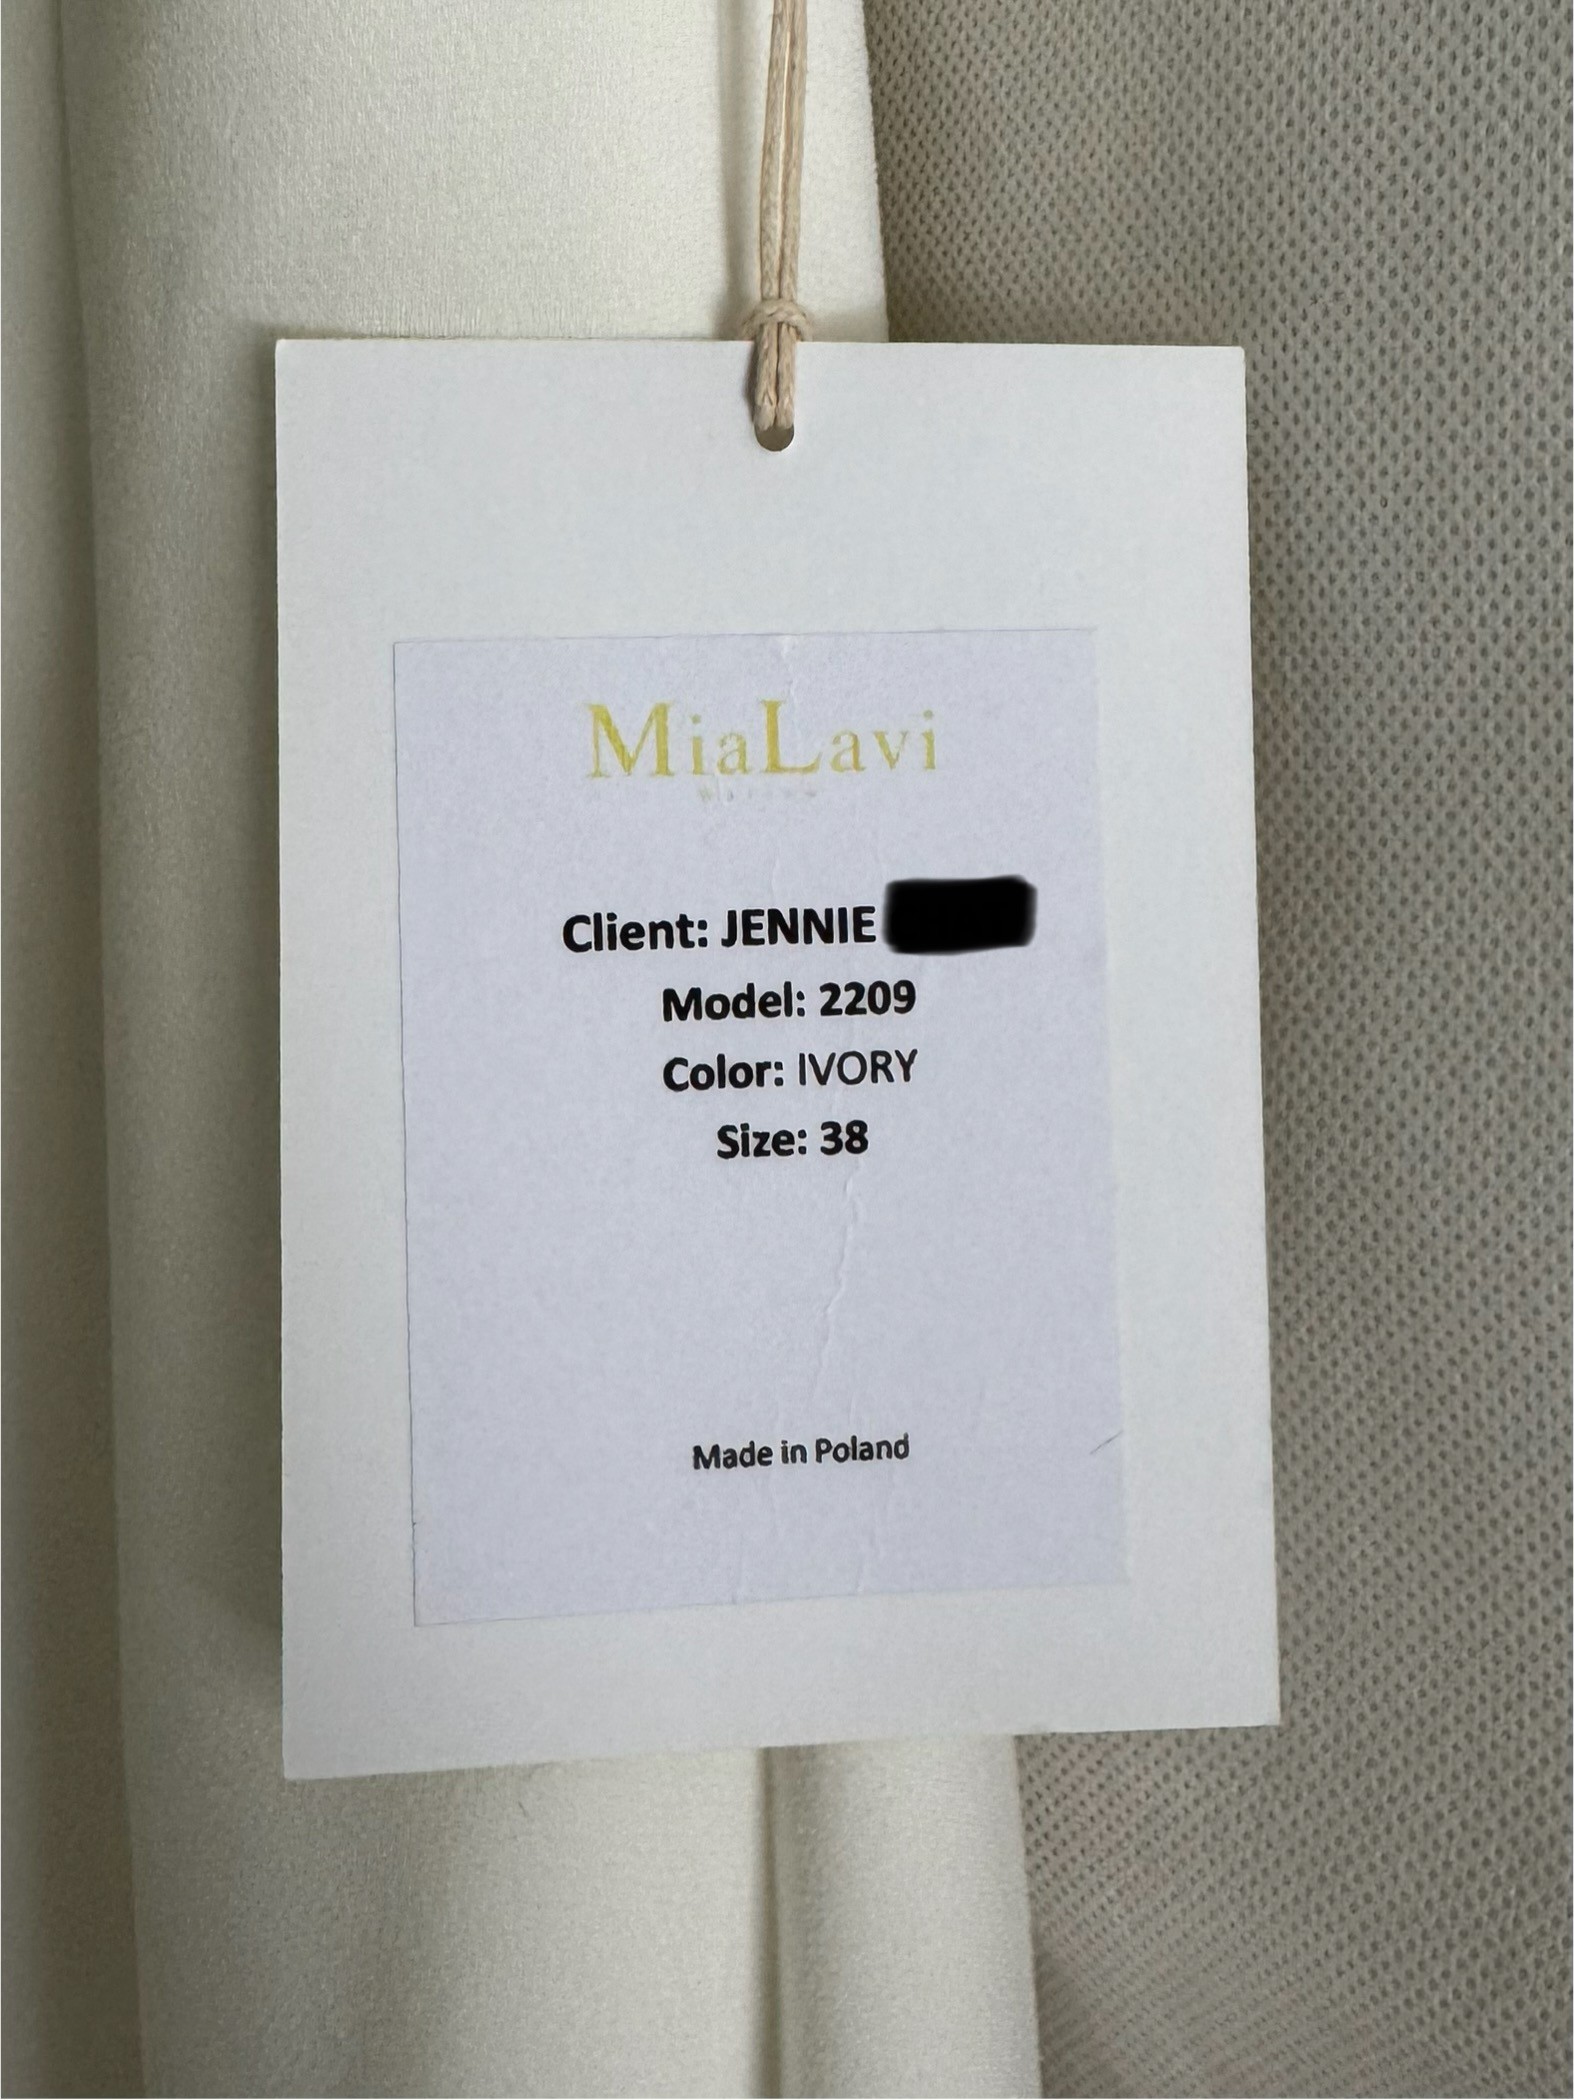 MiaLavi
Client: JENNIE
Model: 2209
Color: IVORY
Size: 38
Made in Poland